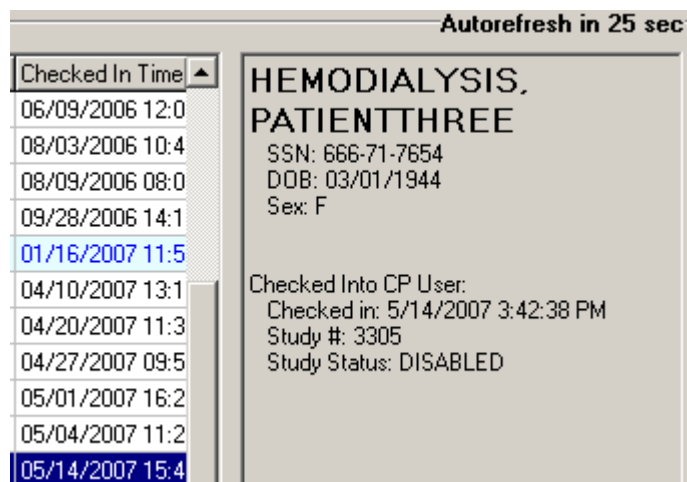 Autorefresh in 25 sec
Checked In Time
06/09/2006 12:0
08/03/2006 10:4
08/09/2006 08:0
09/28/2006 14:1
01/16/2007 11:5
04/10/2007 13:1
04/20/2007 11:3
04/27/2007 09:5
05/01/2007 16:2
05/04/2007 11:2
05/14/2007 15:4
HEMODIALYSIS,
PATIENTTHREE
SSN: 666-71-7654
DOB: 03/01/1944
Sex: F
Checked Into CP User:
Checked in: 5/14/2007 3:42:38 PM
Study #: 3305
Study Status: DISABLED